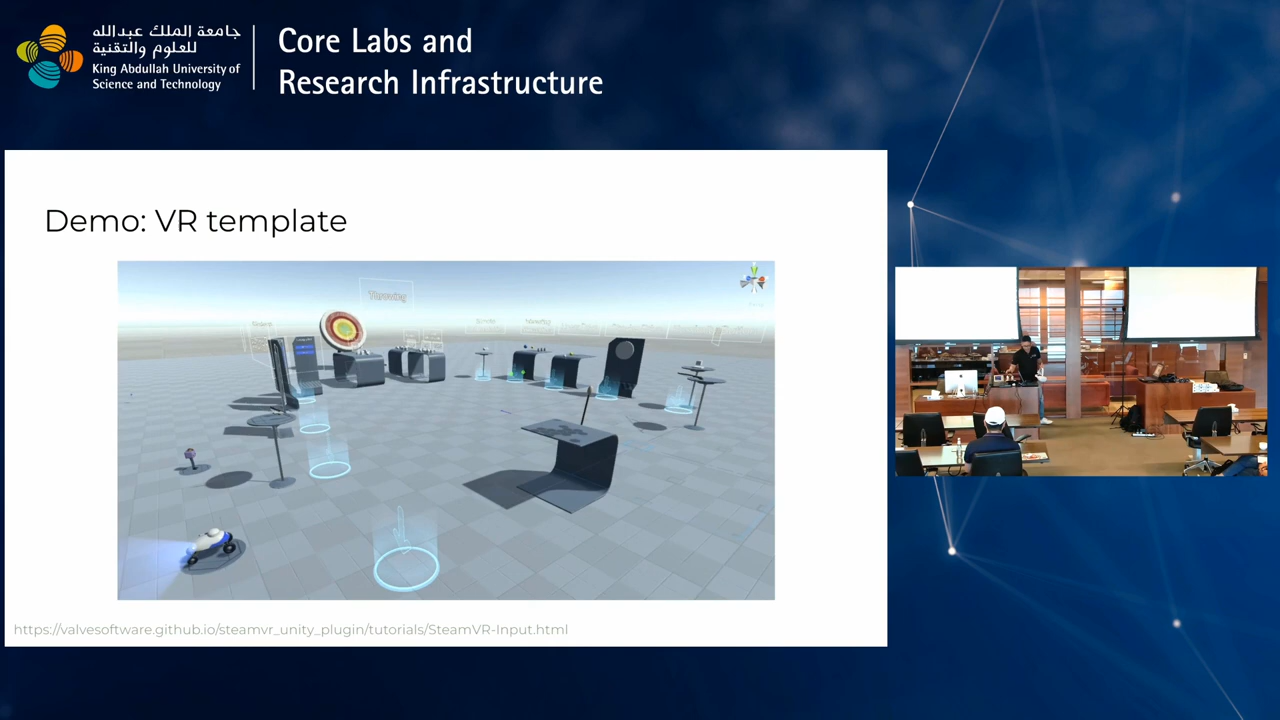 جامعة الملك عبدالله
للعلوم والتقنية
King Abdullah University of
Science and Technology
Core Labs and
Research Infrastructure
Demo: VR template
Throwing
https://valvesoftware.github.io/steamvr_unity_plugin/tutorials/SteamVR-Input.html